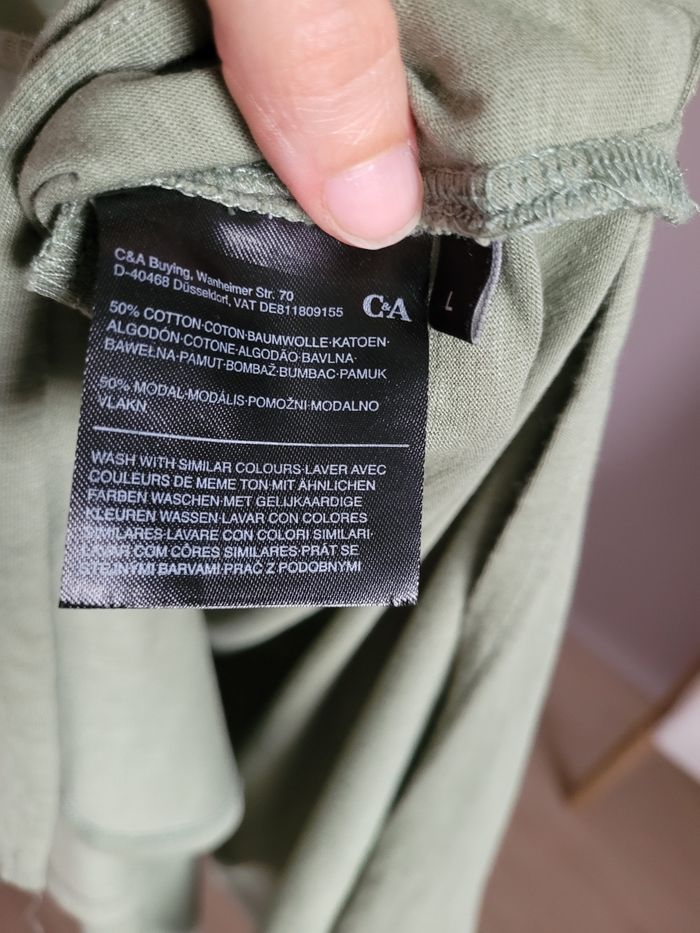 C&A Buying, Wanheimer Str. 70
D-40468 Düsseldorf, VAT DE811809155
C&A
L
50% COTTON·COTON·BAUMWOLLE·KATOEN·
ALGODÓN·COTONE·ALGODÃO·BAVLNA·
BAWEŁNA·PAMUT·BOMBAŽ·BUMBAC·PAMUK
50% MODAL·MODÁLIS·POMOŽNI·MODALNO
VLAKN
WASH WITH SIMILAR COLOURS·LAVER AVEC
COULEURS DE MEME TON·MIT ÄHNLICHEN
FARBEN WASCHEN·MET GELIJKAARDIGE
KLEUREN WASSEN·LAVAR CON COLORES
SIMILARES·LAVARE CON COLORI SIMILARI·
LAVAR COM CÔRES SIMILARES·PRÁT SE
STEJNYMI BARVAMI·PRAĆ Z PODOBNYMI